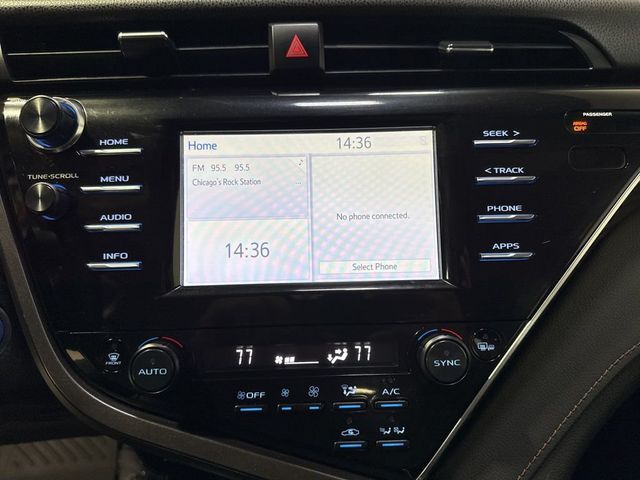 PASSENGER
AIRBAG
OFF
HOME
MENU
TUNE•SCROLL
AUDIO
INFO
Home 14:36
FM 95.5 95.5
Chicago's Rock Station ...
14:36
No phone connected.
Select Phone
SEEK >
< TRACK
PHONE
APPS
FRONT
AUTO
77
77
SYNC
OFF
A/C